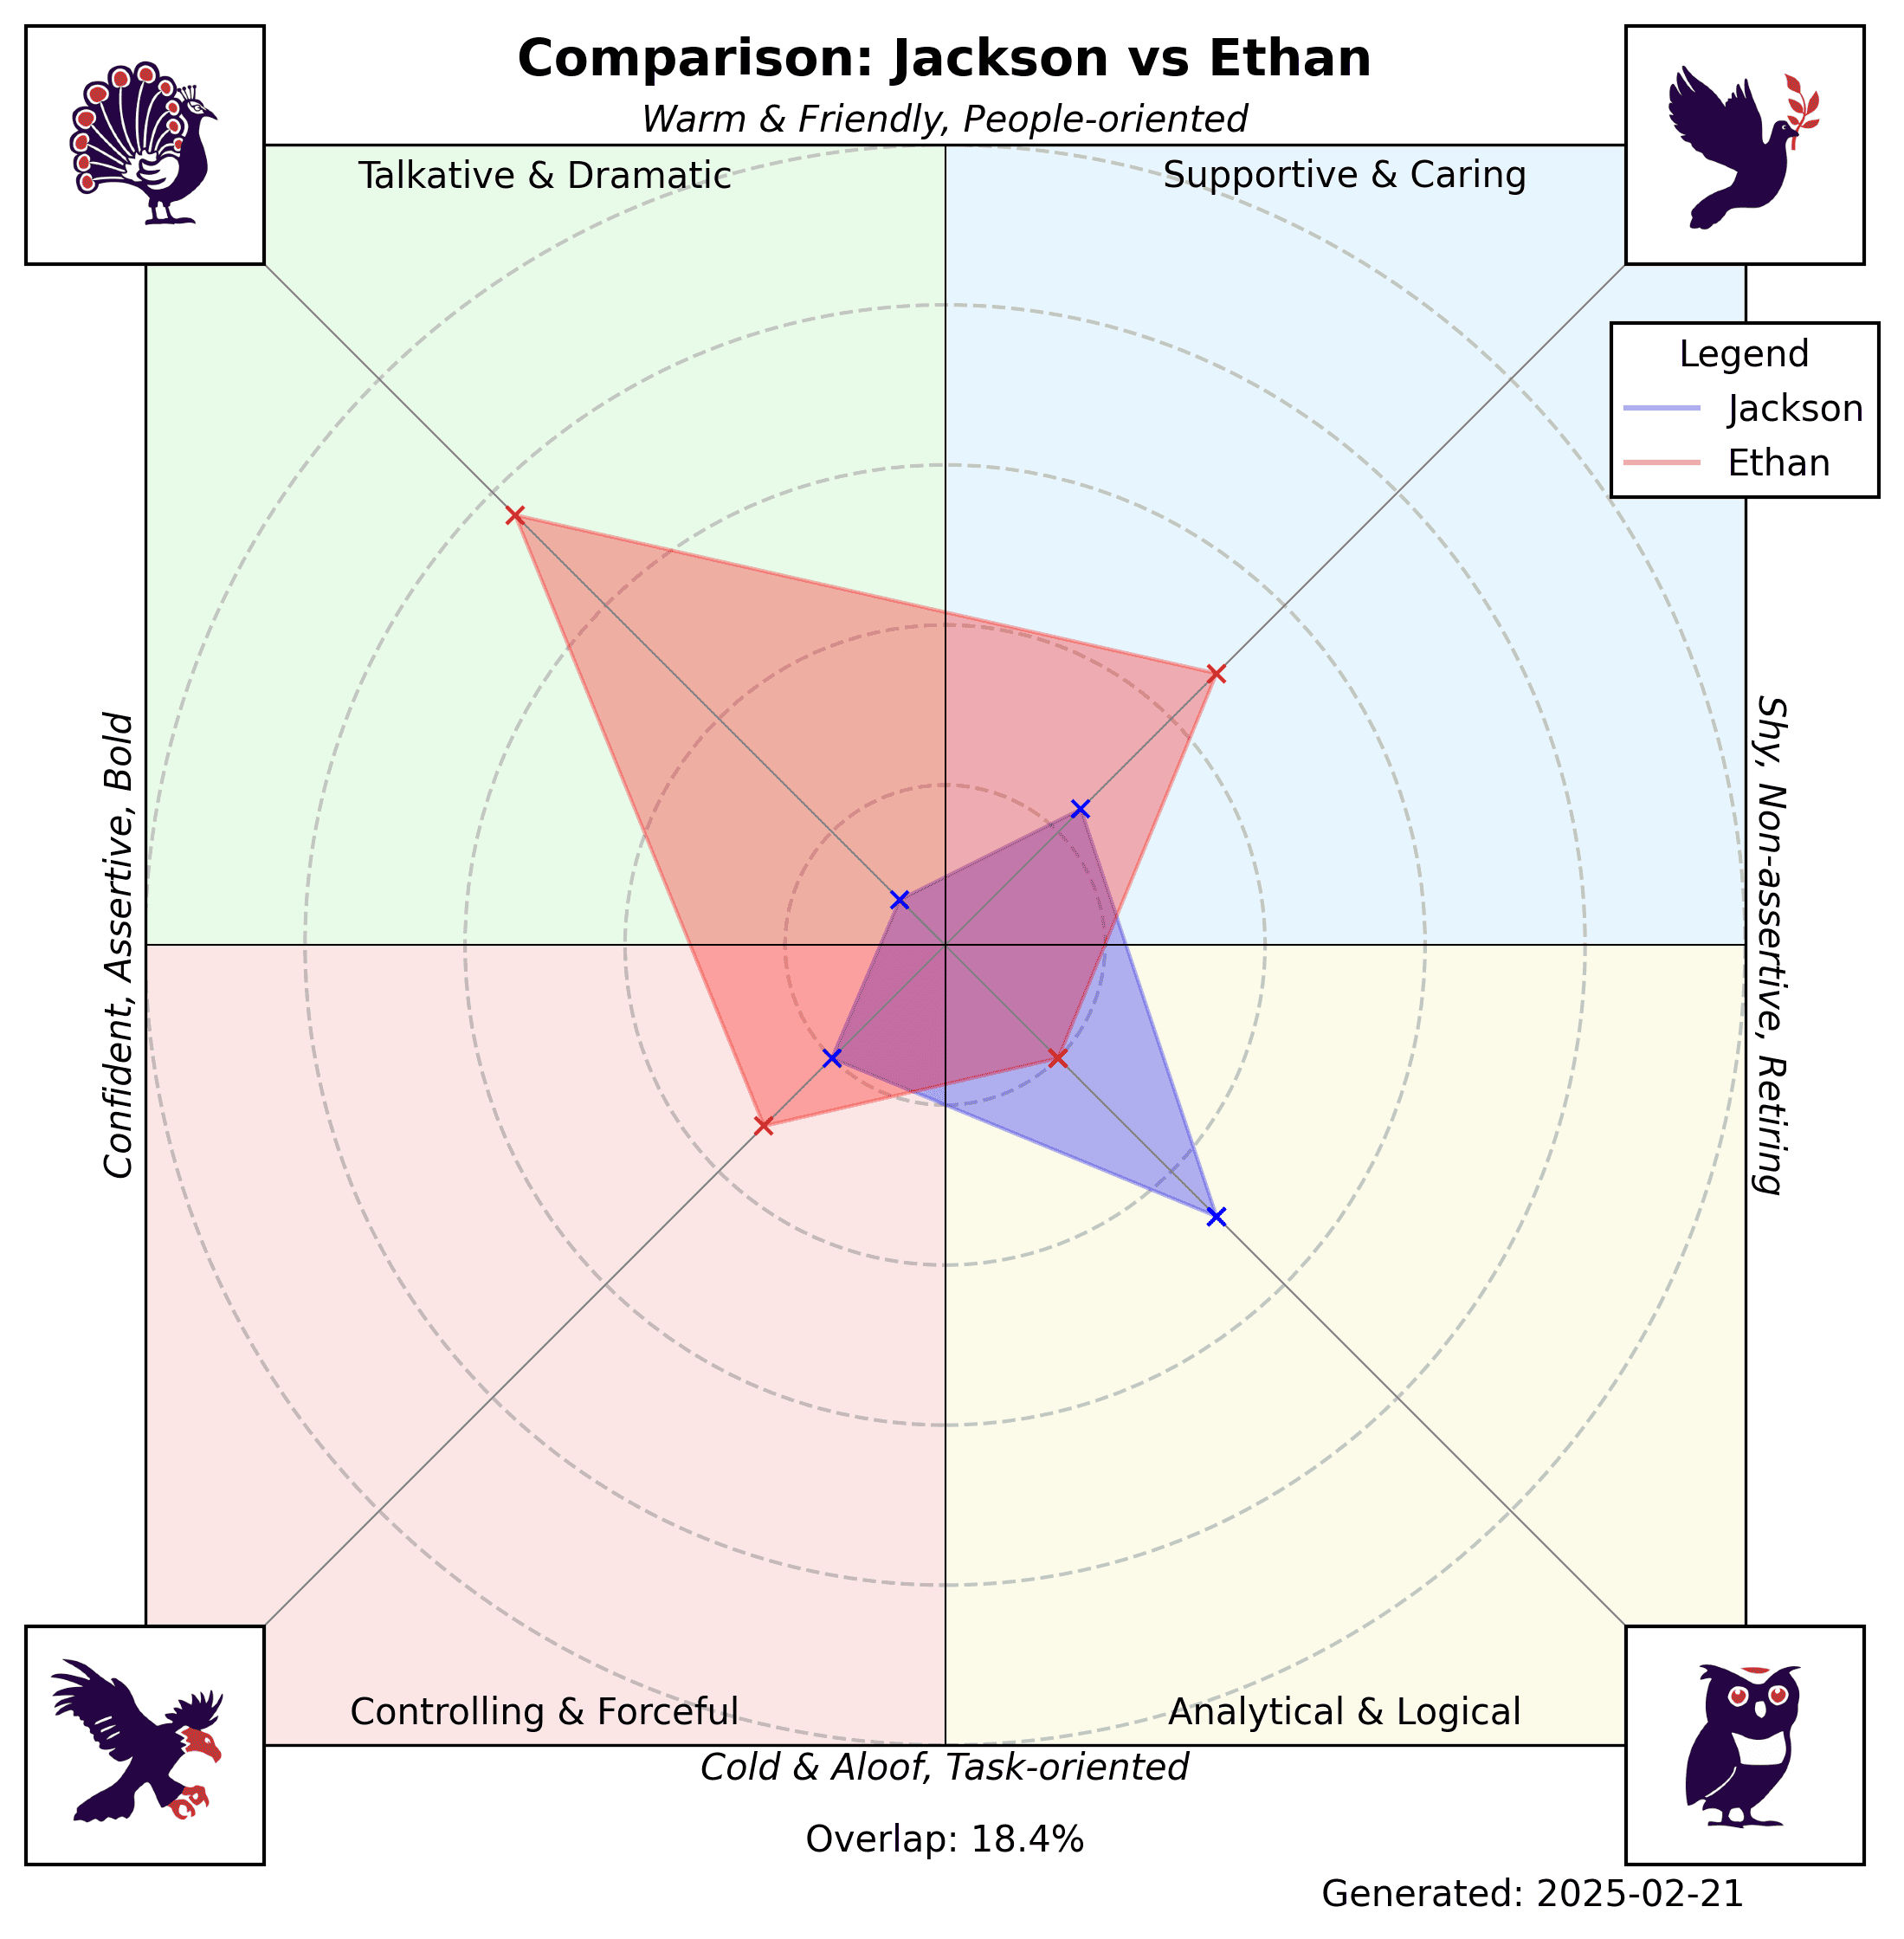 Comparison: Jackson vs Ethan
Warm & Friendly, People-oriented
Talkative & Dramatic
Supportive & Caring
Legend
Jackson
Ethan
Confident, Assertive, Bold
Shy, Non-assertive, Retiring
Controlling & Forceful
Analytical & Logical
Cold & Aloof, Task-oriented
Overlap: 18.4%
Generated: 2025-02-21